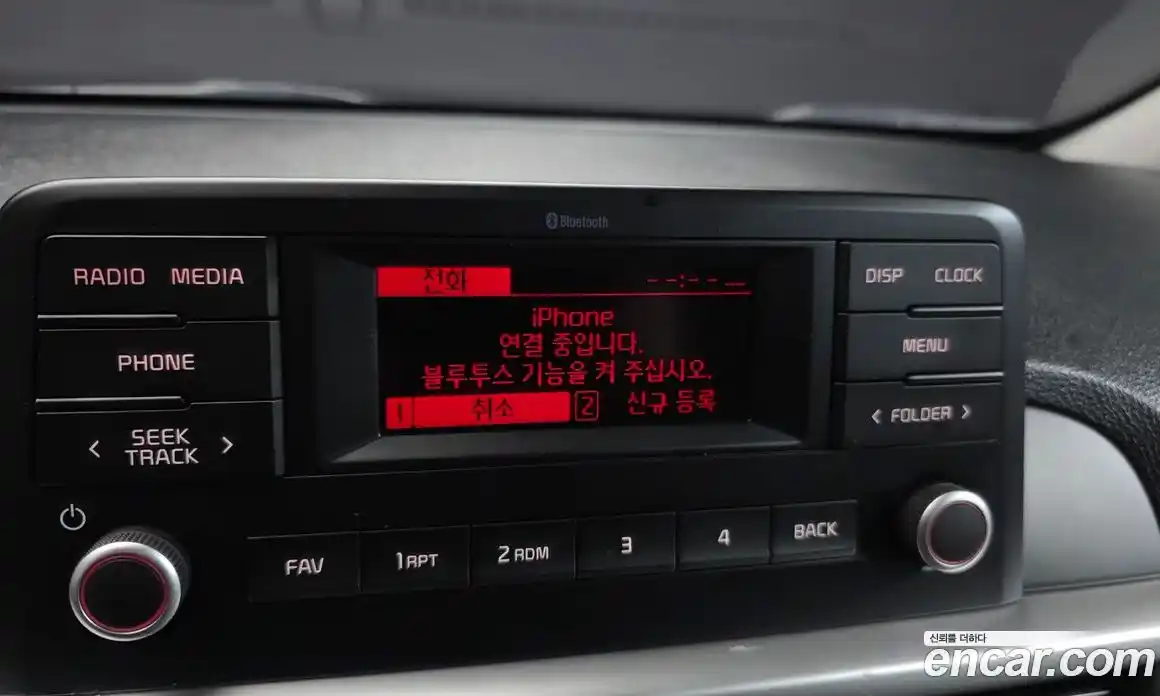 Bluetooth
RADIO MEDIA
PHONE
< SEEK TRACK >
전화 --:--
iPhone
연결 중입니다.
블루투스 기능을 켜 주십시오.
1 취소 2 신규 등록
DISP CLOCK
MENU
< FOLDER >
FAV 1 RPT 2 RDM 3 4 BACK
신뢰를 더하다
encar.com